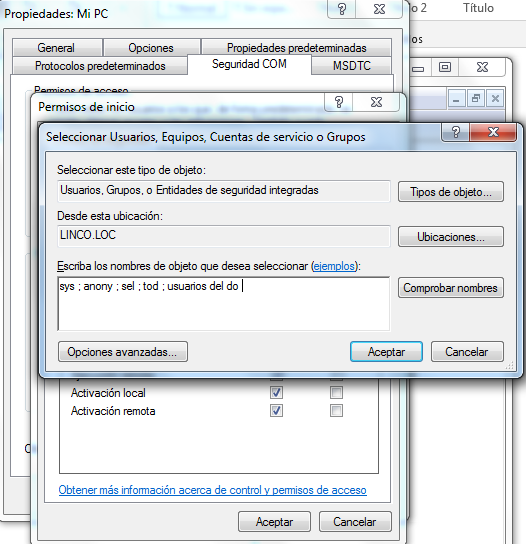 Propiedades: Mi PC
2
Título
General
Opciones
Propiedades predeterminadas
os
Protocolos predeterminados
Seguridad COM
MSDTC
Permisos de acceso
Permisos de inicio
Seleccionar Usuarios, Equipos, Cuentas de servicio o Grupos
Seleccionar este tipo de objeto:
Usuarios, Grupos, o Entidades de seguridad integradas
Tipos de objeto...
Desde esta ubicación:
LINCO.LOC
Ubicaciones...
Escriba los nombres de objeto que desea seleccionar (ejemplos):
sys ; anony ; sel ; tod ; usuarios del do
Comprobar nombres
Opciones avanzadas...
Aceptar
Cancelar
Activación local
Activación remota
Obtener más información acerca de control y permisos de acceso
Aceptar
Cancelar